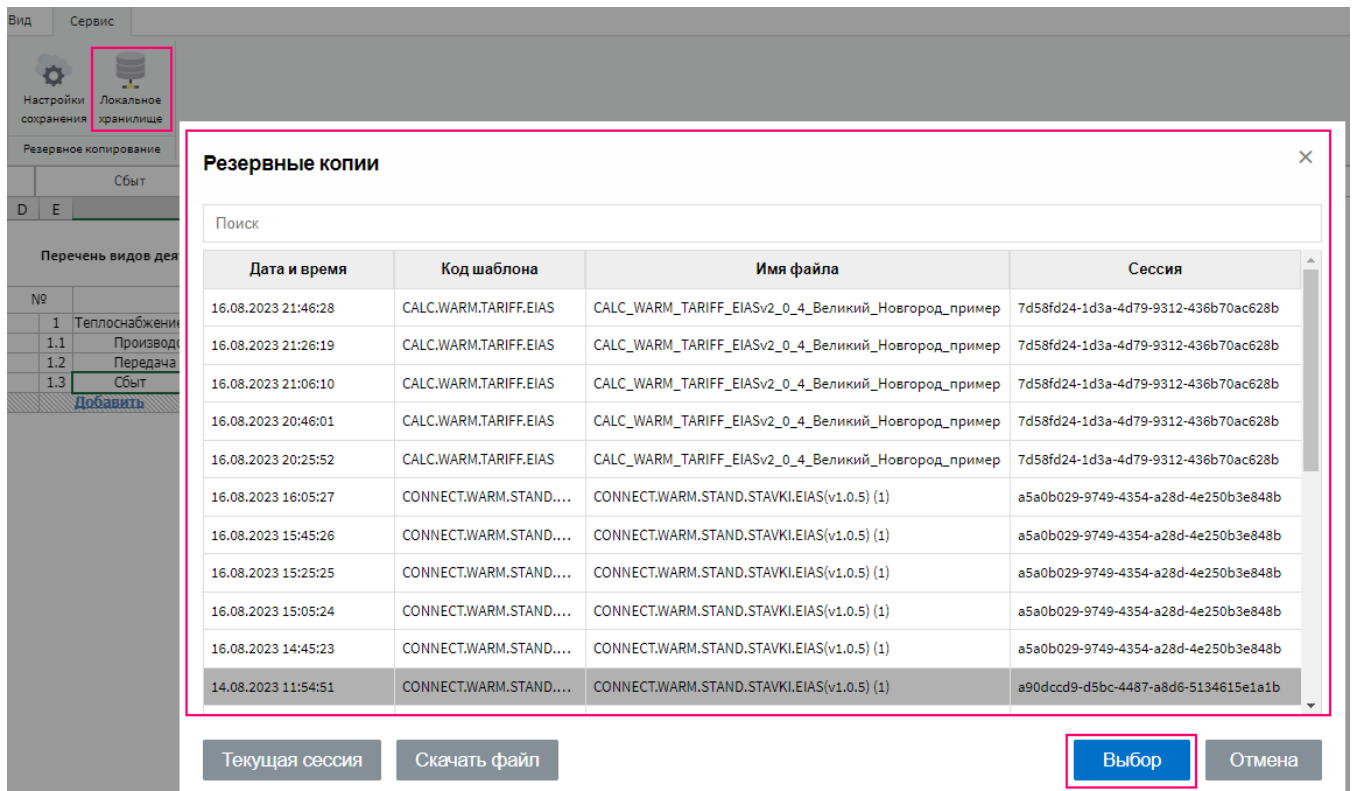 Вид Сервис
Настройки сохранения
Локальное хранилище
Резервное копирование
Сбыт
D E
Перечень видов дея
№
1 Теплоснабжение
1.1 Производс
1.2 Передача
1.3 Сбыт
Добавить
Резервные копии ×
Поиск
Дата и время Код шаблона Имя файла Сессия
16.08.2023 21:46:28 CALC.WARM.TARIFF.EIAS CALC_WARM_TARIFF_EIASv2_0_4_Великий_Новгород_пример 7d58fd24-1d3a-4d79-9312-436b70ac628b
16.08.2023 21:26:19 CALC.WARM.TARIFF.EIAS CALC_WARM_TARIFF_EIASv2_0_4_Великий_Новгород_пример 7d58fd24-1d3a-4d79-9312-436b70ac628b
16.08.2023 21:06:10 CALC.WARM.TARIFF.EIAS CALC_WARM_TARIFF_EIASv2_0_4_Великий_Новгород_пример 7d58fd24-1d3a-4d79-9312-436b70ac628b
16.08.2023 20:46:01 CALC.WARM.TARIFF.EIAS CALC_WARM_TARIFF_EIASv2_0_4_Великий_Новгород_пример 7d58fd24-1d3a-4d79-9312-436b70ac628b
16.08.2023 20:25:52 CALC.WARM.TARIFF.EIAS CALC_WARM_TARIFF_EIASv2_0_4_Великий_Новгород_пример 7d58fd24-1d3a-4d79-9312-436b70ac628b
16.08.2023 16:05:27 CONNECT.WARM.STAND.... CONNECT.WARM.STAND.STAVKI.EIAS(v1.0.5) (1) a5a0b029-9749-4354-a28d-4e250b3e848b
16.08.2023 15:45:26 CONNECT.WARM.STAND.... CONNECT.WARM.STAND.STAVKI.EIAS(v1.0.5) (1) a5a0b029-9749-4354-a28d-4e250b3e848b
16.08.2023 15:25:25 CONNECT.WARM.STAND.... CONNECT.WARM.STAND.STAVKI.EIAS(v1.0.5) (1) a5a0b029-9749-4354-a28d-4e250b3e848b
16.08.2023 15:05:24 CONNECT.WARM.STAND.... CONNECT.WARM.STAND.STAVKI.EIAS(v1.0.5) (1) a5a0b029-9749-4354-a28d-4e250b3e848b
16.08.2023 14:45:23 CONNECT.WARM.STAND.... CONNECT.WARM.STAND.STAVKI.EIAS(v1.0.5) (1) a5a0b029-9749-4354-a28d-4e250b3e848b
14.08.2023 11:54:51 CONNECT.WARM.STAND.... CONNECT.WARM.STAND.STAVKI.EIAS(v1.0.5) (1) a90dccd9-d5bc-4487-a8d6-5134615e1a1b
Текущая сессия Скачать файл Выбор Отмена